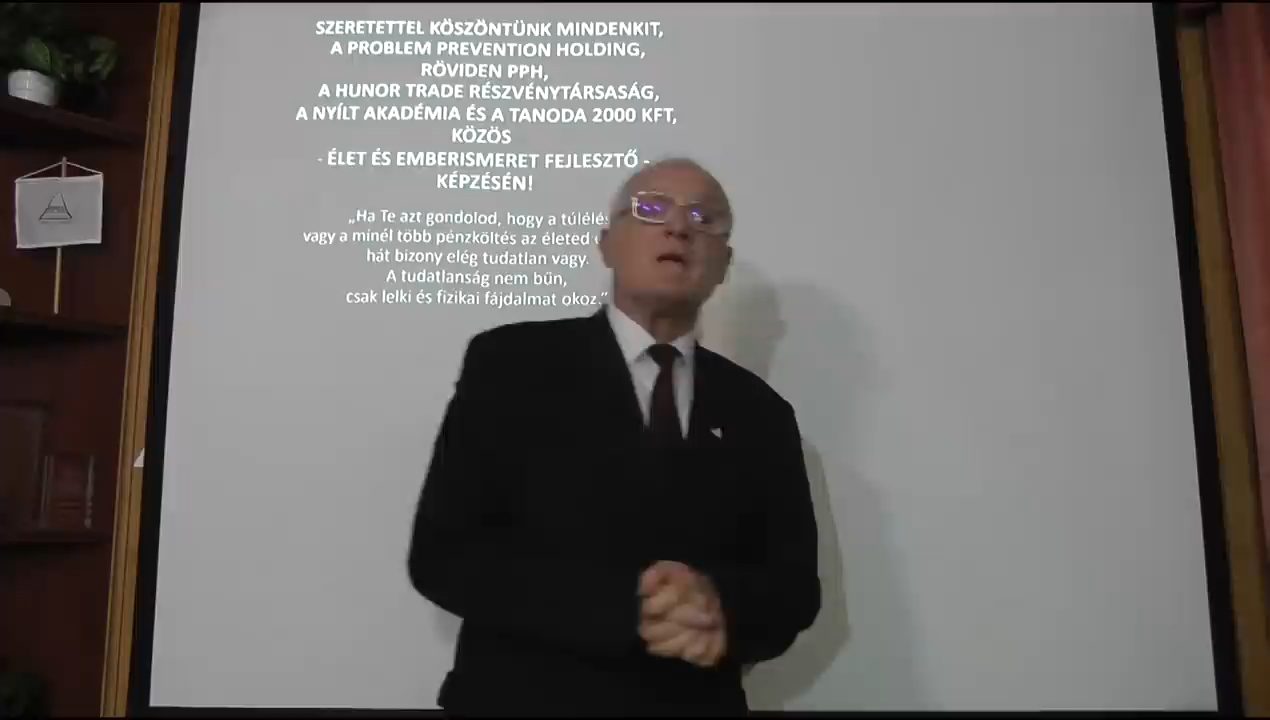 SZERETETTEL KÖSZÖNTÜNK MINDENKIT,
A PROBLEM PREVENTION HOLDING,
RÖVIDEN PPH,
A HUNOR TRADE RÉSZVÉNYTÁRSASÁG,
A NYÍLT AKADÉMIA ÉS A TANODA 2000 KFT,
KÖZÖS
- ÉLET ÉS EMBERISMERET FEJLESZTŐ -
KÉPZÉSÉN!
„Ha Te azt gondolod, hogy a túlélés
vagy a minél több pénzköltés az életed
hát bizony elég tudatlan vagy.
A tudatlanság nem bűn,
csak lelki és fizikai fájdalmat okoz.”